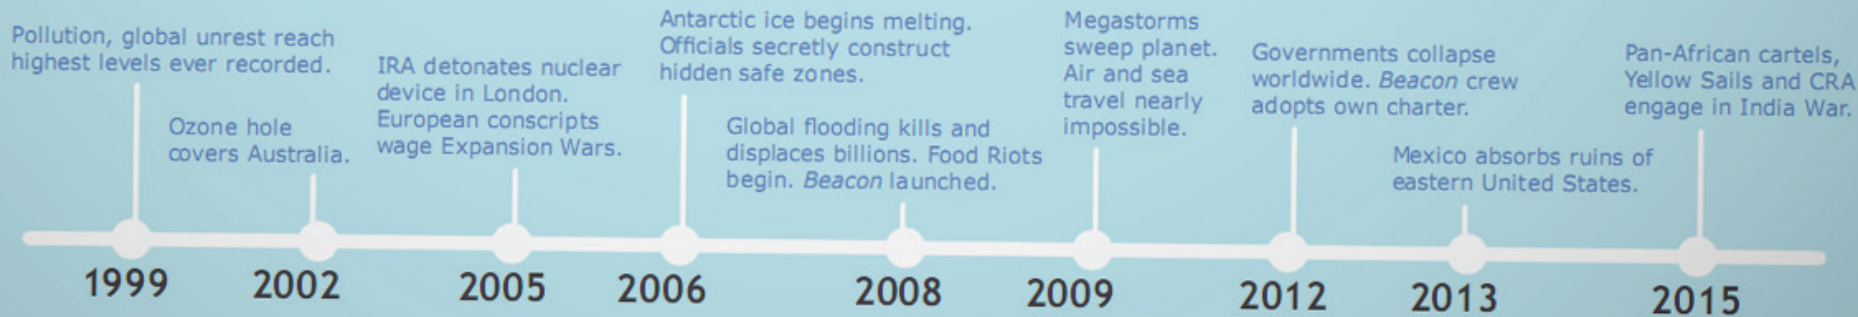 Pollution, global unrest reach
highest levels ever recorded.
Ozone hole
covers Australia.
IRA detonates nuclear
device in London.
European conscripts
wage Expansion Wars.
Antarctic ice begins melting.
Officials secretly construct
hidden safe zones.
Global flooding kills and
displaces billions. Food Riots
begin. Beacon launched.
Megastorms
sweep planet.
Air and sea
travel nearly
impossible.
Governments collapse
worldwide. Beacon crew
adopts own charter.
Mexico absorbs ruins of
eastern United States.
Pan-African cartels,
Yellow Sails and CRA
engage in India War.
1999
2002
2005
2006
2008
2009
2012
2013
2015